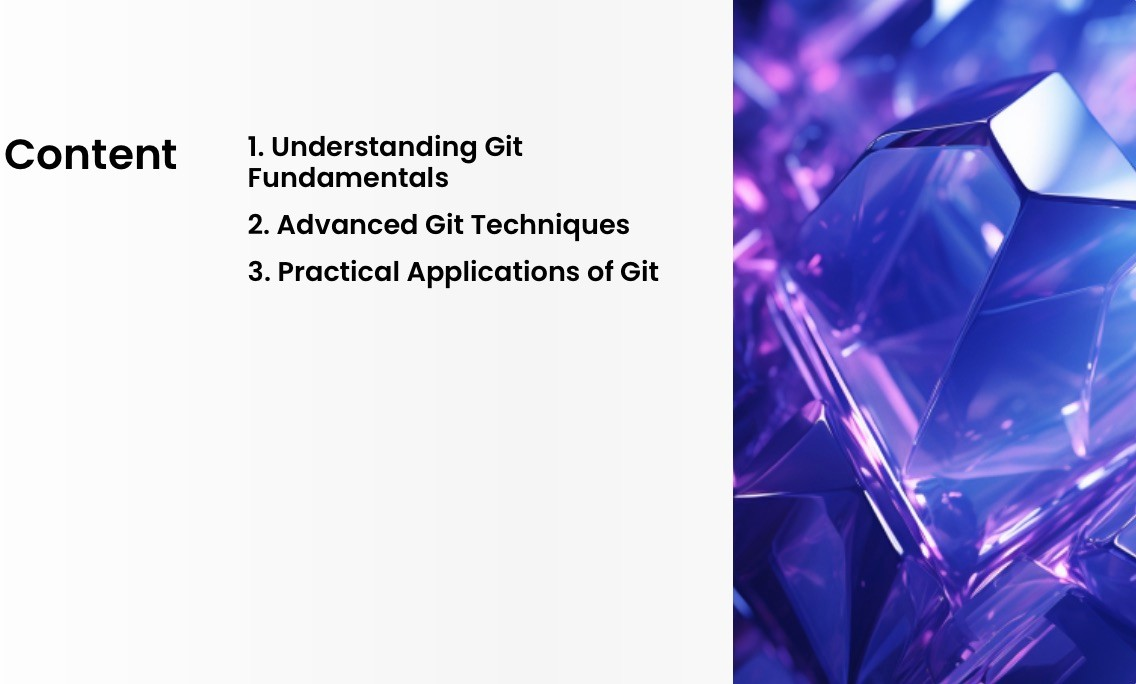 Content
1. Understanding Git
Fundamentals
2. Advanced Git Techniques
3. Practical Applications of Git